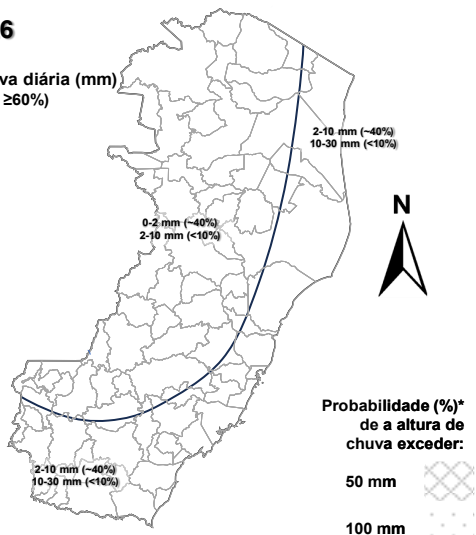 6
va diária (mm)
≥60%)
2-10 mm (~40%)
10-30 mm (<10%)
0-2 mm (~40%)
2-10 mm (<10%)
N
Probabilidade (%)*
de a altura de
chuva exceder:
2-10 mm (~40%)
10-30 mm (<10%)
50 mm
100 mm